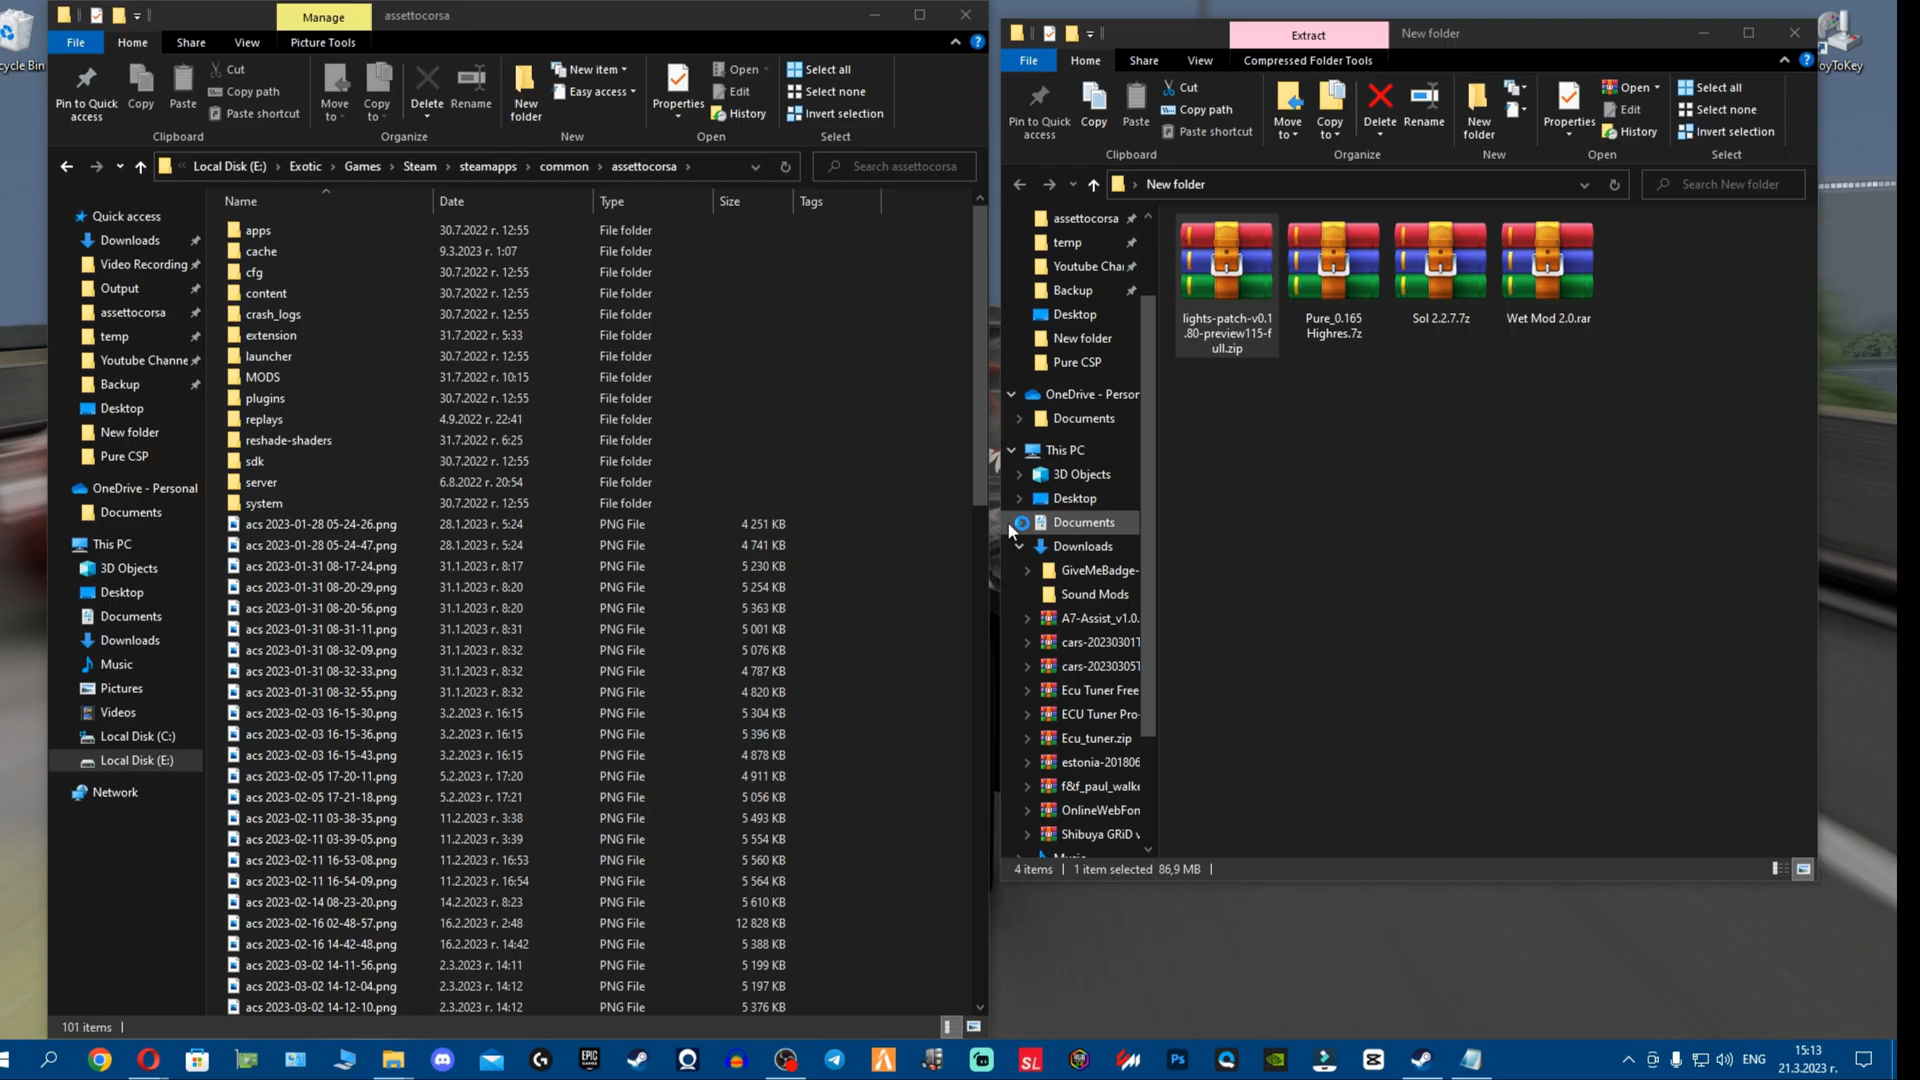 cycle Bin
oyToKey
Manage
assettocorsa
File
Home
Share
View
Picture Tools
Pin to Quick access
Copy
Paste
Cut
Copy path
Paste shortcut
Clipboard
Move to
Copy to
Delete
Rename
Organize
New folder
New item
Easy access
New
Properties
Open
Edit
History
Open
Select all
Select none
Invert selection
Select
« Local Disk (E:) › Exotic › Games › Steam › steamapps › common › assettocorsa ›
Search assettocorsa
Name Date Type Size Tags
Quick access
Downloads
Video Recording
Output
assettocorsa
temp
Youtube Channe
Backup
Desktop
New folder
Pure CSP
OneDrive - Personal
Documents
This PC
3D Objects
Desktop
Documents
Downloads
Music
Pictures
Videos
Local Disk (C:)
Local Disk (E:)
Network
apps 30.7.2022 г. 12:55 File folder
cache 9.3.2023 г. 1:07 File folder
cfg 30.7.2022 г. 12:55 File folder
content 30.7.2022 г. 12:55 File folder
crash_logs 30.7.2022 г. 12:55 File folder
extension 31.7.2022 г. 5:33 File folder
launcher 30.7.2022 г. 12:55 File folder
MODS 31.7.2022 г. 10:15 File folder
plugins 30.7.2022 г. 12:55 File folder
replays 4.9.2022 г. 22:41 File folder
reshade-shaders 31.7.2022 г. 6:25 File folder
sdk 30.7.2022 г. 12:55 File folder
server 6.8.2022 г. 20:54 File folder
system 30.7.2022 г. 12:55 File folder
acs 2023-01-28 05-24-26.png 28.1.2023 г. 5:24 PNG File 4 251 KB
acs 2023-01-28 05-24-47.png 28.1.2023 г. 5:24 PNG File 4 741 KB
acs 2023-01-31 08-17-24.png 31.1.2023 г. 8:17 PNG File 5 230 KB
acs 2023-01-31 08-20-29.png 31.1.2023 г. 8:20 PNG File 5 254 KB
acs 2023-01-31 08-20-56.png 31.1.2023 г. 8:20 PNG File 5 363 KB
acs 2023-01-31 08-31-11.png 31.1.2023 г. 8:31 PNG File 5 001 KB
acs 2023-01-31 08-32-09.png 31.1.2023 г. 8:32 PNG File 5 076 KB
acs 2023-01-31 08-32-33.png 31.1.2023 г. 8:32 PNG File 4 787 KB
acs 2023-01-31 08-32-55.png 31.1.2023 г. 8:32 PNG File 4 820 KB
acs 2023-02-03 16-15-30.png 3.2.2023 г. 16:15 PNG File 5 304 KB
acs 2023-02-03 16-15-36.png 3.2.2023 г. 16:15 PNG File 5 396 KB
acs 2023-02-03 16-15-43.png 3.2.2023 г. 16:15 PNG File 4 878 KB
acs 2023-02-05 17-20-11.png 5.2.2023 г. 17:20 PNG File 4 911 KB
acs 2023-02-05 17-21-18.png 5.2.2023 г. 17:21 PNG File 5 056 KB
acs 2023-02-11 03-38-35.png 11.2.2023 г. 3:38 PNG File 5 493 KB
acs 2023-02-11 03-39-05.png 11.2.2023 г. 3:39 PNG File 5 554 KB
acs 2023-02-11 16-53-08.png 11.2.2023 г. 16:53 PNG File 5 560 KB
acs 2023-02-11 16-54-09.png 11.2.2023 г. 16:54 PNG File 5 564 KB
acs 2023-02-14 08-23-20.png 14.2.2023 г. 8:23 PNG File 5 610 KB
acs 2023-02-16 02-48-57.png 16.2.2023 г. 2:48 PNG File 12 828 KB
acs 2023-02-16 14-42-48.png 16.2.2023 г. 14:42 PNG File 5 388 KB
acs 2023-03-02 14-11-56.png 2.3.2023 г. 14:11 PNG File 5 199 KB
acs 2023-03-02 14-12-04.png 2.3.2023 г. 14:12 PNG File 5 197 KB
acs 2023-03-02 14-12-10.png 2.3.2023 г. 14:12 PNG File 5 376 KB
101 items
Extract
New folder
File
Home
Share
View
Compressed Folder Tools
Pin to Quick access
Copy
Paste
Cut
Copy path
Paste shortcut
Clipboard
Move to
Copy to
Delete
Rename
Organize
New folder
New
Properties
Open
Edit
History
Open
Select all
Select none
Invert selection
Select
› New folder
Search New folder
assettocorsa
temp
Youtube Cha
Backup
Desktop
New folder
Pure CSP
OneDrive - Person
Documents
This PC
3D Objects
Desktop
Documents
Downloads
GiveMeBadge-
Sound Mods
A7-Assist_v1.0.
cars-20230301T
cars-20230305T
Ecu Tuner Free
ECU Tuner Pro-
Ecu_tuner.zip
estonia-201806
f&f_paul_walke
OnlineWebFon
Shibuya GRiD v
Music
lights-patch-v0.1
.80-preview115-f
ull.zip
Pure_0.165
Highres.7z
Sol 2.2.7.7z
Wet Mod 2.0.rar
4 items
1 item selected 86,9 MB
EPIC
SL
Ps
ENG
15:13
21.3.2023 г.